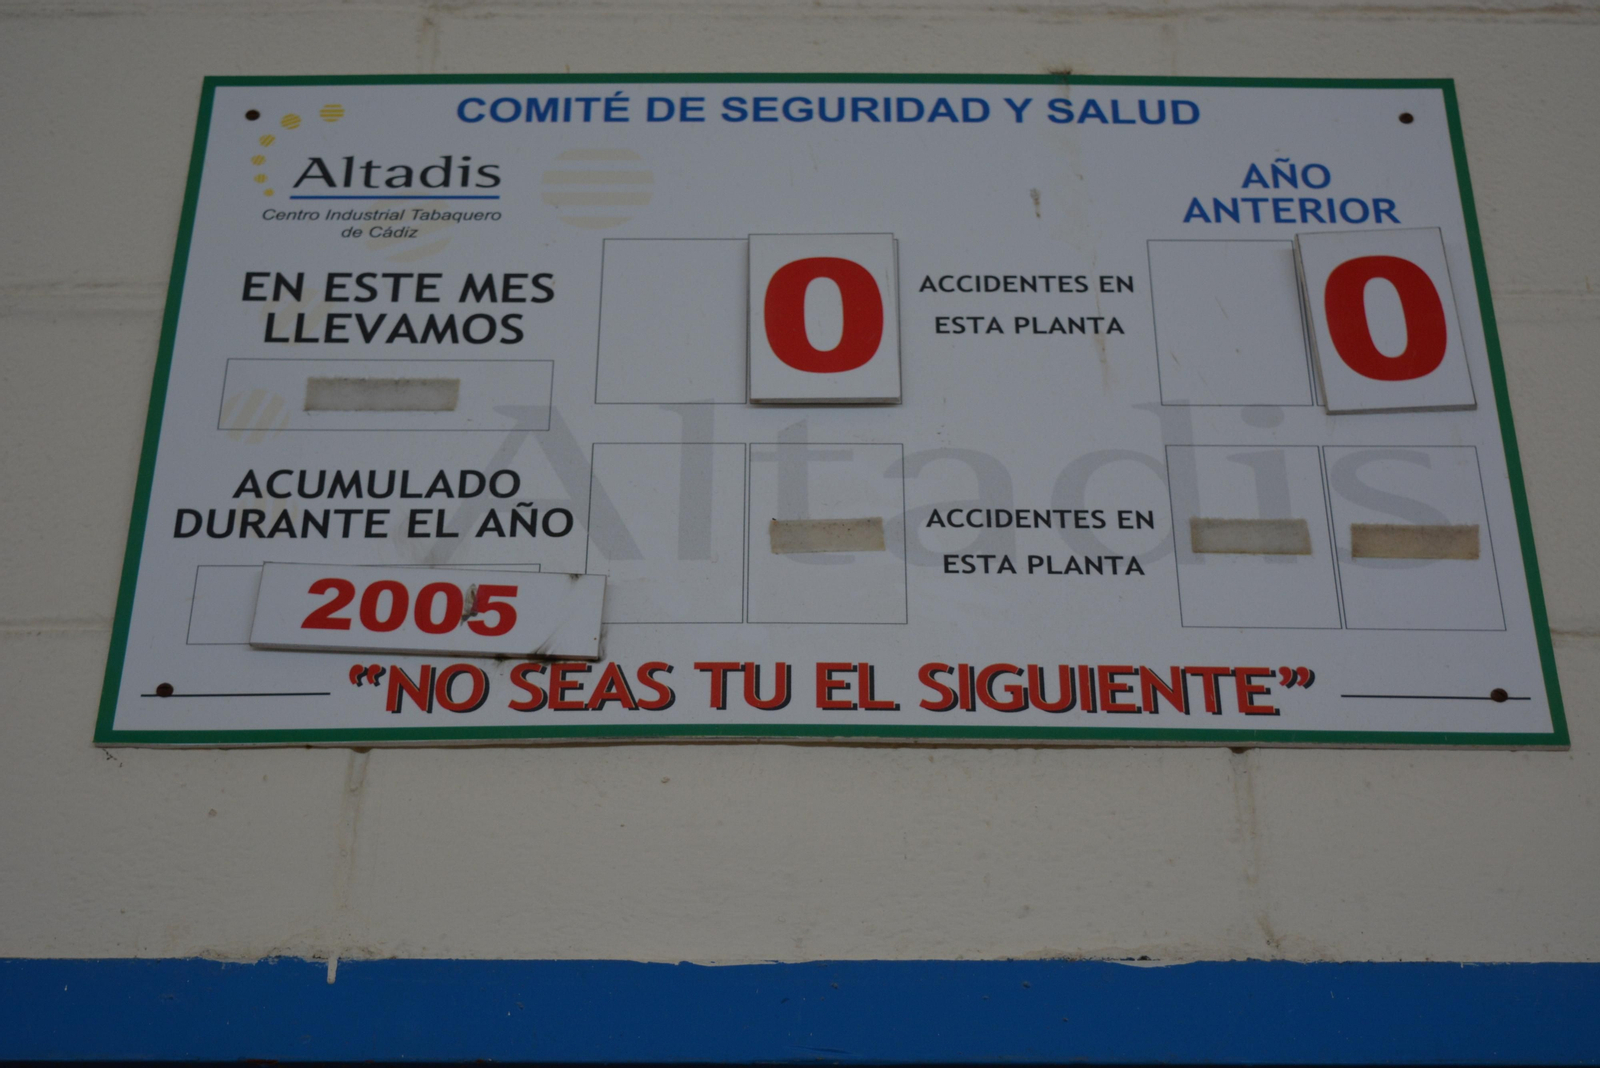 COMITÉ DE SEGURIDAD Y SALUD
Altadis
Centro Industrial Tabaquero
de Cádiz
AÑO
ANTERIOR
EN ESTE MES
LLEVAMOS
0
ACCIDENTES EN
ESTA PLANTA
0
Altadis
ACUMULADO
DURANTE EL AÑO
ACCIDENTES EN
ESTA PLANTA
2005
“NO SEAS TU EL SIGUIENTE”